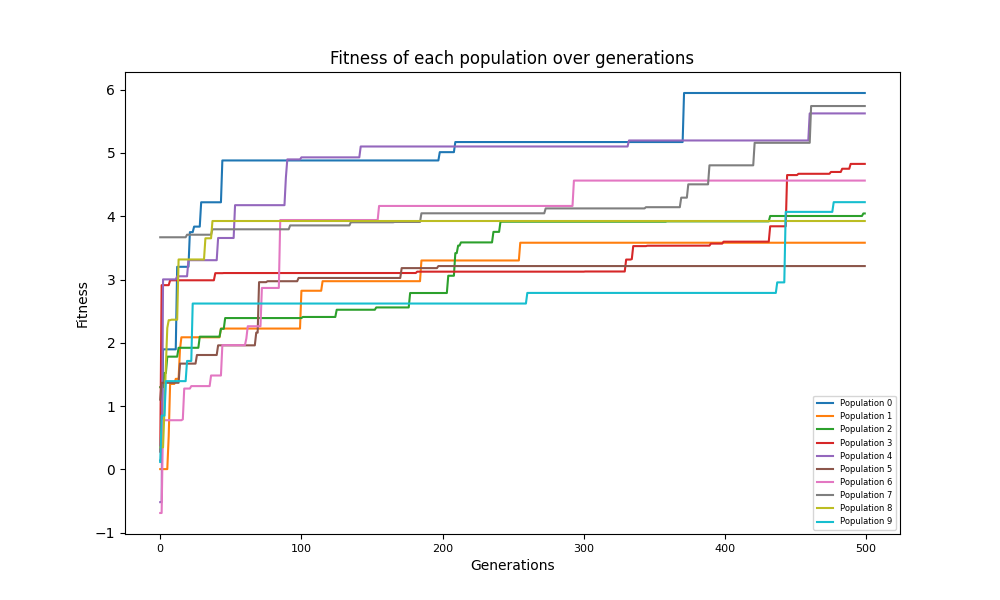 Fitness of each population over generations
Fitness
6
5
4
3
2
1
0
−1
0 100 200 300 400 500
Generations
Population 0
Population 1
Population 2
Population 3
Population 4
Population 5
Population 6
Population 7
Population 8
Population 9